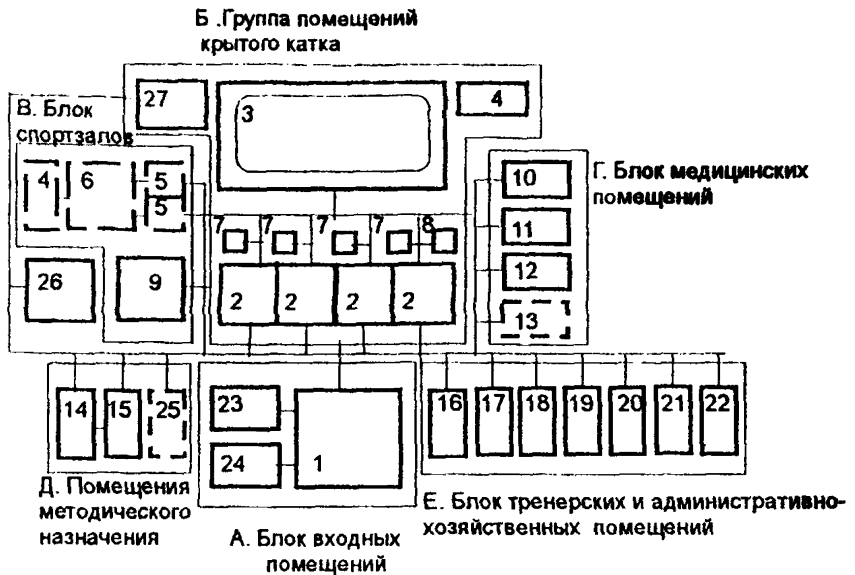 Б .Группа помещений
крытого катка
27
3
4
В. Блок
спортзалов
4
6
5
5
10
Г. Блок медицинских
помещений
11
12
13
7
7
7
7
8
26
9
2
2
2
2
14
15
25
23
24
1
16
17
18
19
20
21
22
Д. Помещения
методического
назначения
А. Блок входных
помещений
Е. Блок тренерских и административно-
хозяйственных помещений